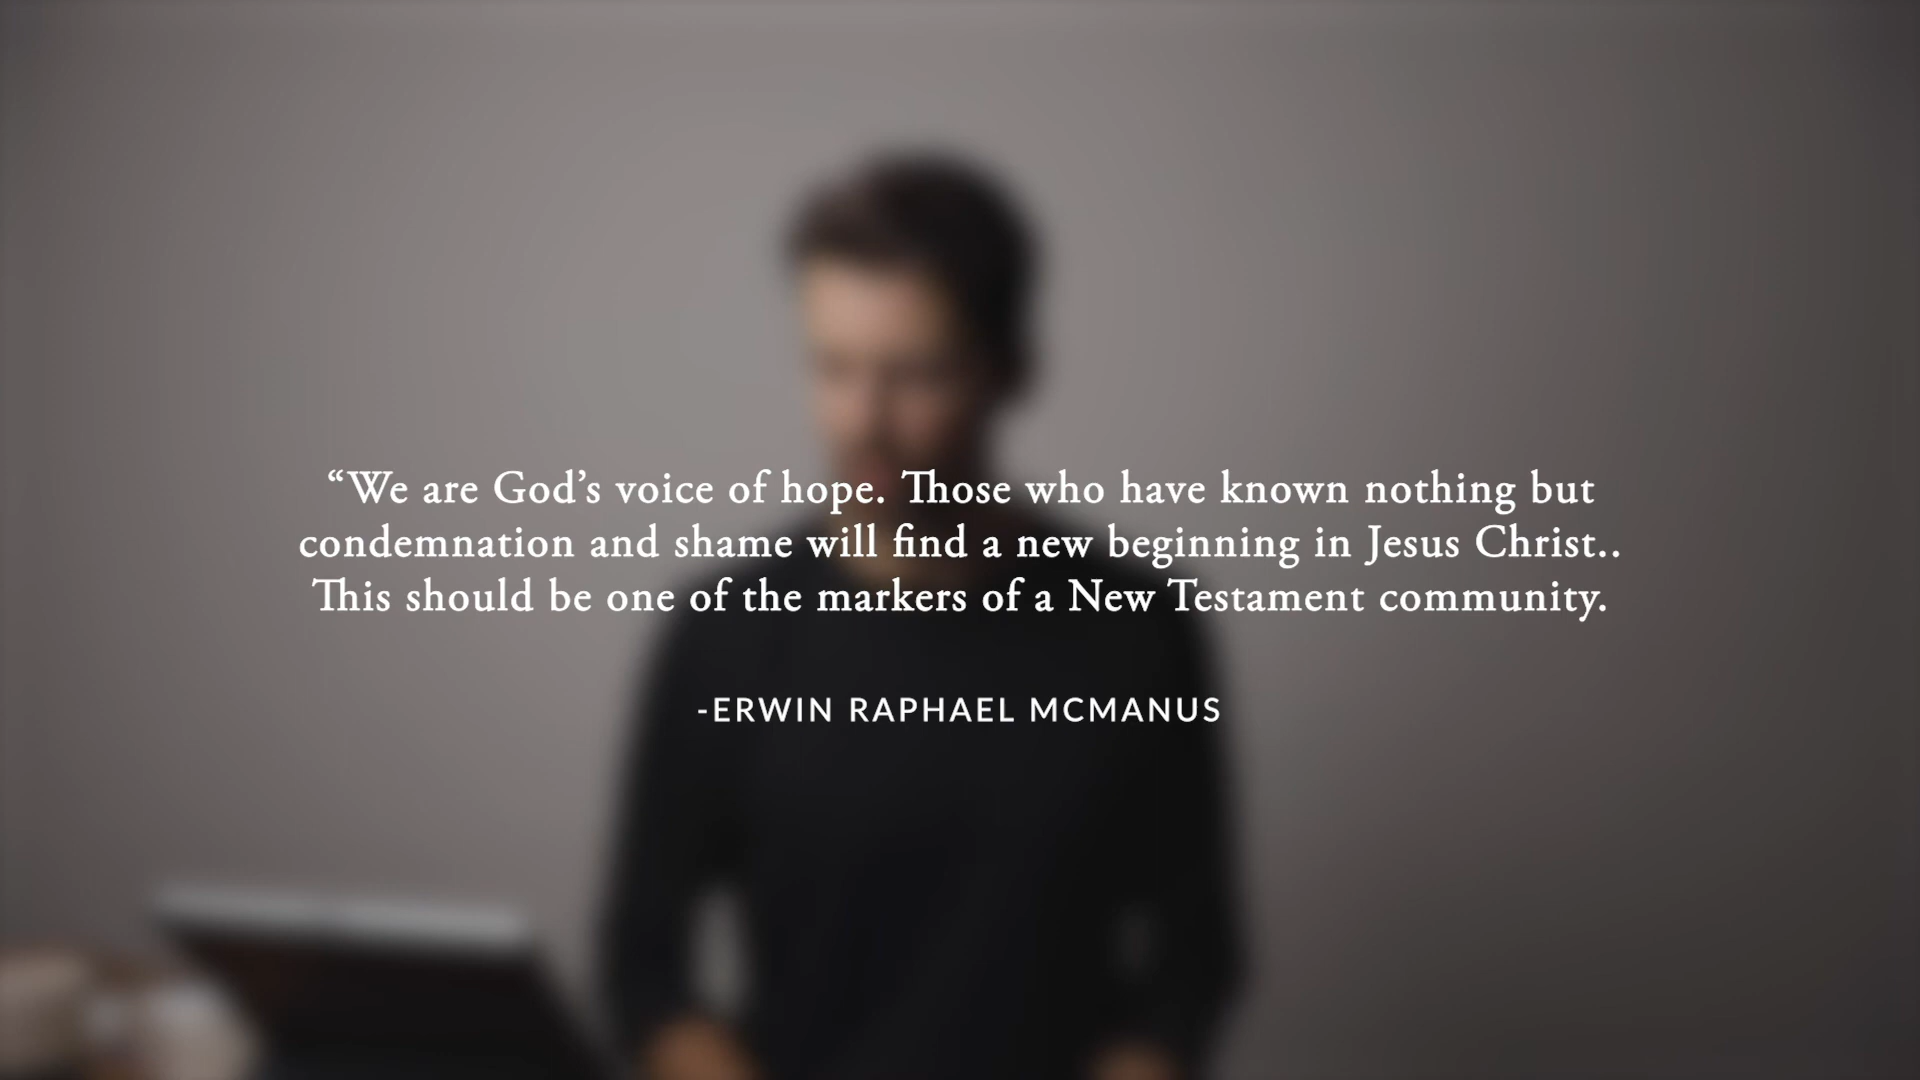 “We are God’s voice of hope. Those who have known nothing but
condemnation and shame will find a new beginning in Jesus Christ..
This should be one of the markers of a New Testament community.
-ERWIN RAPHAEL MCMANUS